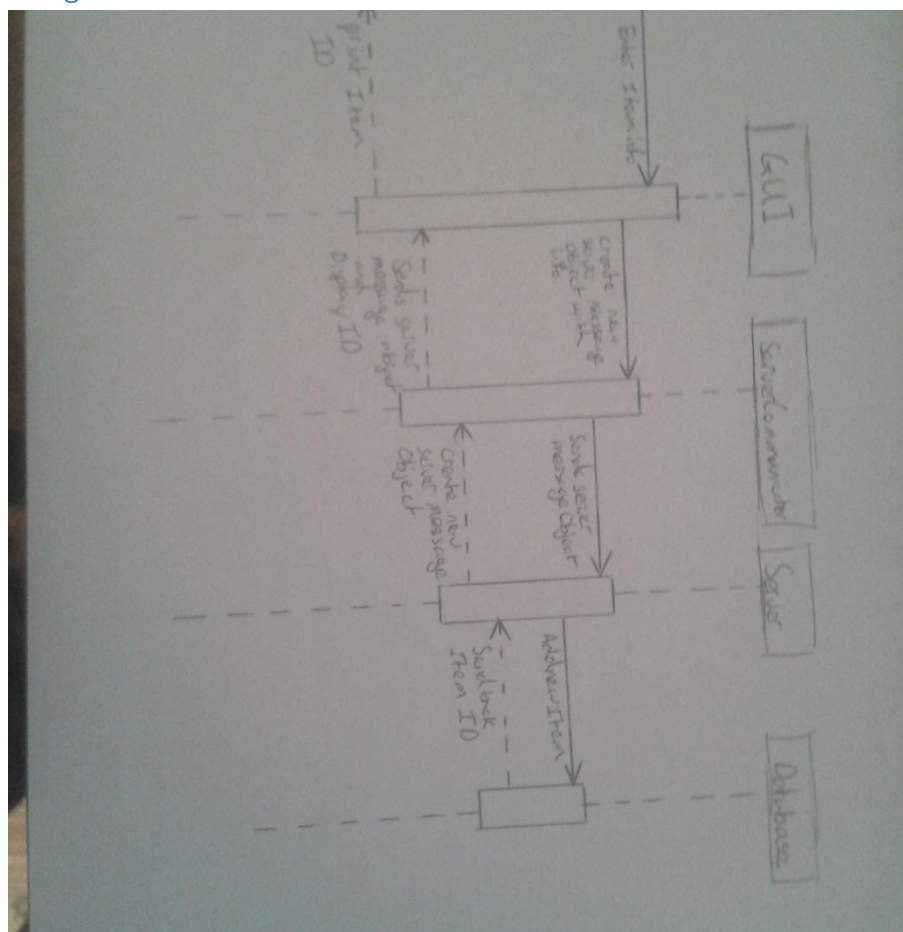 GUI
Server
Database
Enter Item info
create new
server message
object with
info
Sends server
message Object
Add new Item
Send back
Item ID
Create new
server message
Object
Sends server
message object
and
Display ID
print Item
ID